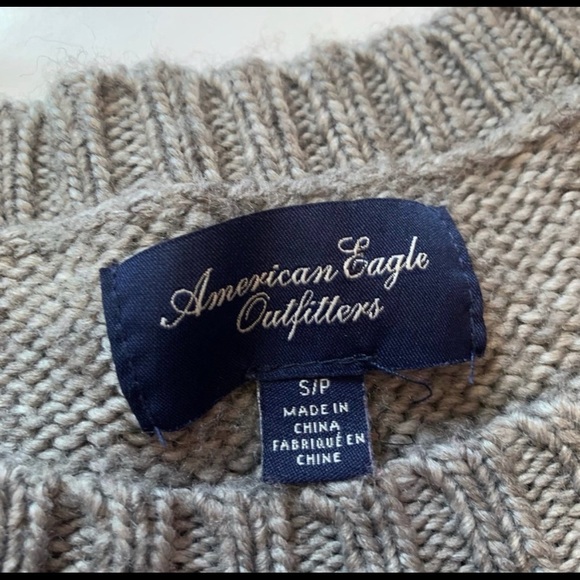 American Eagle
Outfitters
S/P
MADE IN
CHINA
FABRIQUÉ EN
CHINE